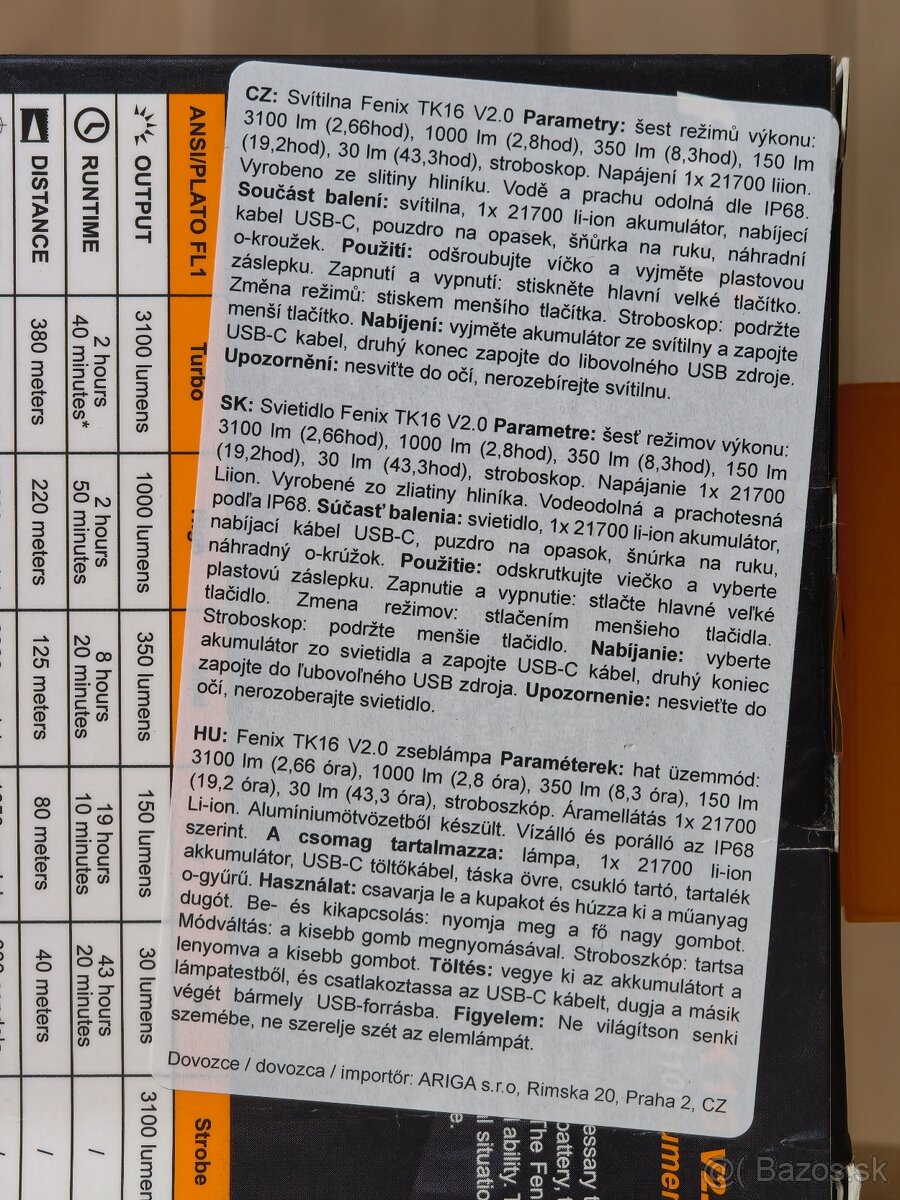 CZ: Svítilna Fenix TK16 V2.0 Parametry: šest režimů výkonu:
3100 lm (2,66hod), 1000 lm (2,8hod), 350 lm (8,3hod), 150 lm
(19,2hod), 30 lm (43,3hod), stroboskop. Napájení 1x 21700 liion.
Vyrobeno ze slitiny hliníku. Vodě a prachu odolná dle IP68.
Součást balení: svítilna, 1x 21700 li-ion akumulátor, nabíjecí
kabel USB-C, pouzdro na opasek, šňůrka na ruku, náhradní
o-kroužek. Použití: odšroubujte víčko a vyjměte plastovou
záslepku. Zapnutí a vypnutí: stiskněte hlavní velké tlačítko.
Změna režimů: stiskem menšího tlačítka. Stroboskop: podržte
menší tlačítko. Nabíjení: vyjměte akumulátor ze svítilny a zapojte
USB-C kabel, druhý konec zapojte do libovolného USB zdroje.
Upozornění: nesviťte do očí, nerozebírejte svítilnu.
SK: Svietidlo Fenix TK16 V2.0 Parametre: šesť režimov výkonu:
3100 lm (2,66hod), 1000 lm (2,8hod), 350 lm (8,3hod), 150 lm
(19,2hod), 30 lm (43,3hod), stroboskop. Napájanie 1x 21700
Liion. Vyrobené zo zliatiny hliníka. Vodeodolná a prachotesná
podľa IP68. Súčasť balenia: svietidlo, 1x 21700 li-ion akumulátor,
nabíjací kábel USB-C, puzdro na opasok, šnúrka na ruku,
náhradný o-krúžok. Použitie: odskrutkujte viečko a vyberte
plastovú záslepku. Zapnutie a vypnutie: stlačte hlavné veľké
tlačidlo. Zmena režimov: stlačením menšieho tlačidla.
Stroboskop: podržte menšie tlačidlo. Nabíjanie: vyberte
akumulátor zo svietidla a zapojte USB-C kábel, druhý koniec
zapojte do ľubovoľného USB zdroja. Upozornenie: nesvieťte do
očí, nerozoberajte svietidlo.
HU: Fenix TK16 V2.0 zseblámpa Paraméterek: hat üzemmód:
3100 lm (2,66 óra), 1000 lm (2,8 óra), 350 lm (8,3 óra), 150 lm
(19,2 óra), 30 lm (43,3 óra), stroboszkóp. Áramellátás 1x 21700
Li-ion. Alumíniumötvözetből készült. Vízálló és porálló az IP68
szerint. A csomag tartalmazza: lámpa, 1x 21700 li-ion
akkumulátor, USB-C töltőkábel, táska övre, csukló tartó, tartalék
o-gyűrű. Használat: csavarja le a kupakot és húzza ki a műanyag
dugót. Be- és kikapcsolás: nyomja meg a fő nagy gombot.
Módváltás: a kisebb gomb megnyomásával. Stroboszkóp: tartsa
lenyomva a kisebb gombot. Töltés: vegye ki az akkumulátort a
lámpatestből, és csatlakoztassa az USB-C kábelt, dugja a másik
végét bármely USB-forrásba. Figyelem: Ne világítson senki
szemébe, ne szerelje szét az elemlámpát.
Dovozce / dovozca / importőr: ARIGA s.r.o, Rimska 20, Praha 2, CZ
ANSI/PLATO FL1
Turbo
Strobe
OUTPUT
3100 lumens
1000 lumens
350 lumens
150 lumens
30 lumens
3100 lumen
RUNTIME
2 hours
40 minutes*
2 hours
50 minutes
8 hours
20 minutes
19 hours
10 minutes
43 hours
20 minutes
/
DISTANCE
380 meters
220 meters
125 meters
80 meters
40 meters
/
V2
umen
essary t
battery, t
The Fen
ability. T
al situatio
e.
@( Bazos.sk